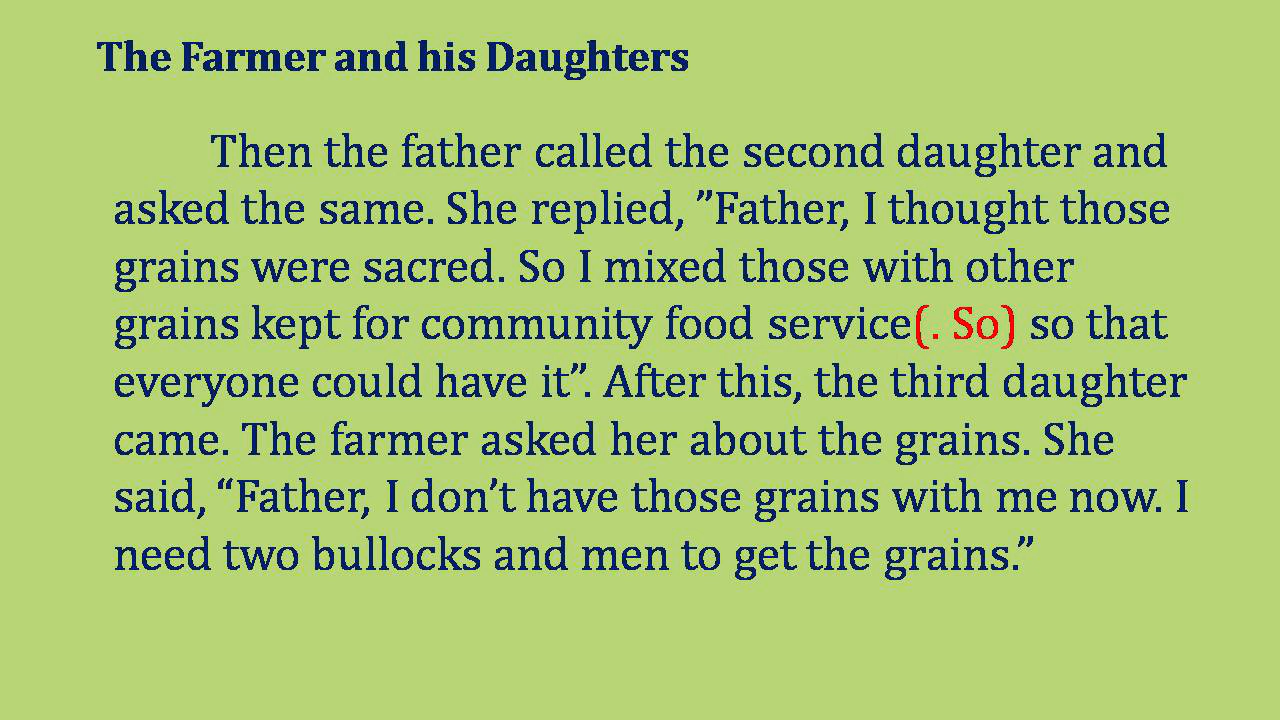 The Farmer and his Daughters
Then the father called the second daughter and
asked the same. She replied, ”Father, I thought those
grains were sacred. So I mixed those with other
grains kept for community food service(. So) so that
everyone could have it”. After this, the third daughter
came. The farmer asked her about the grains. She
said, “Father, I don’t have those grains with me now. I
need two bullocks and men to get the grains.”